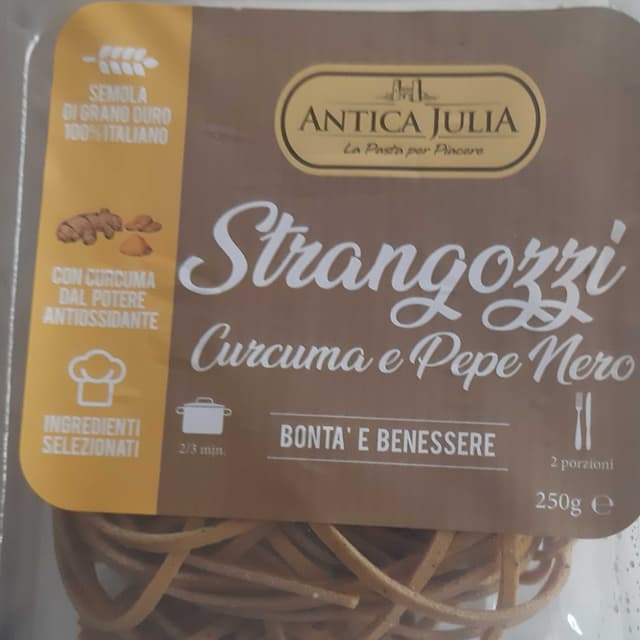 SEMOLA
DI GRANO DURO
100% ITALIANO
CON CURCUMA
DAL POTERE
ANTIOSSIDANTE
INGREDIENTI
SELEZIONATI
ANTICA JULIA
La Pasta per Piacere
Strangozzi
Curcuma e Pepe Nero
2/3 min.
BONTA' E BENESSERE
2 porzioni
250g ℮